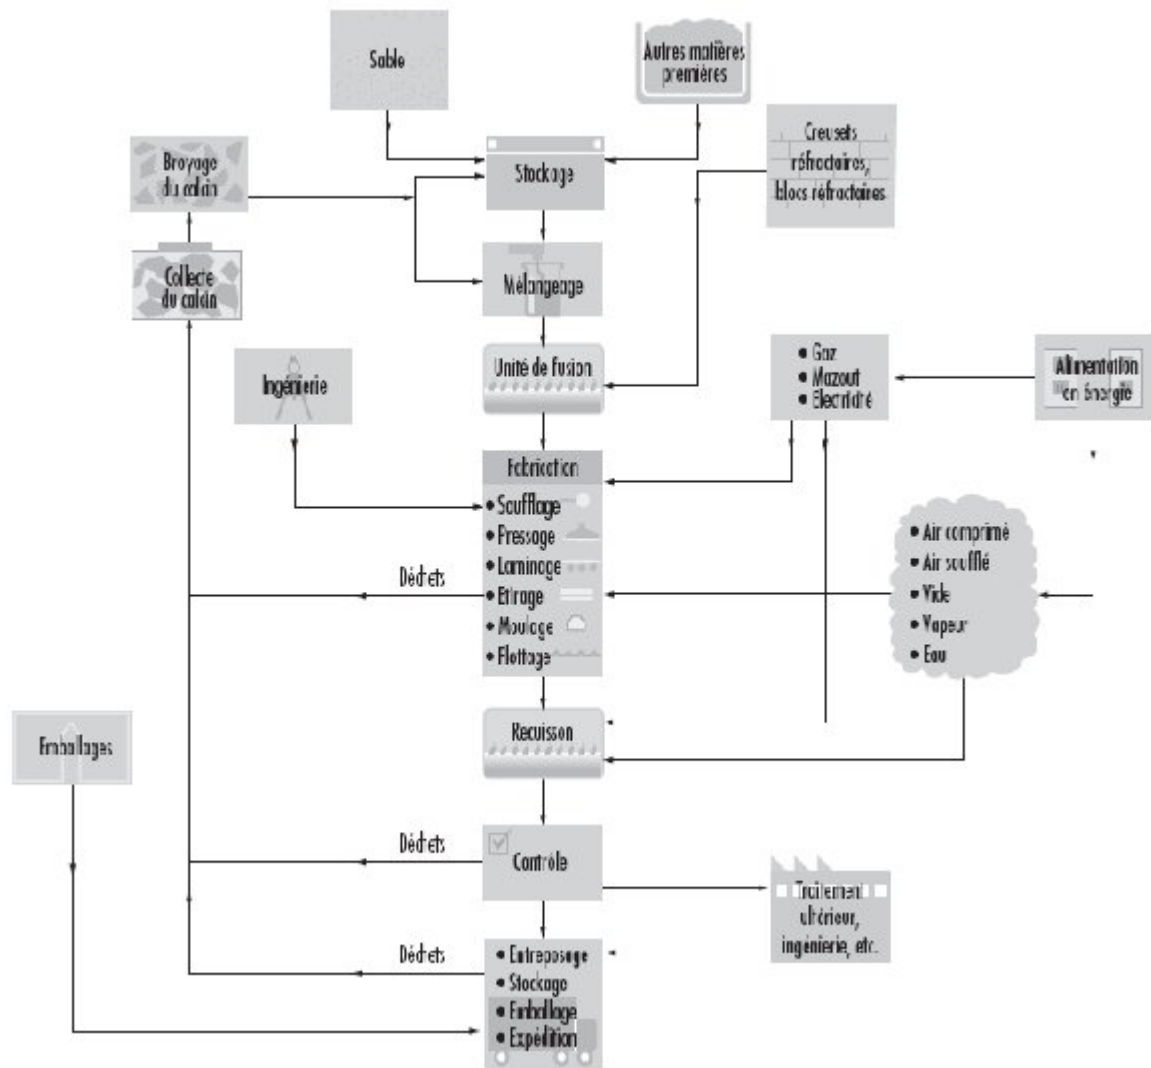 Sable
Autres matières
premières
Creusets
réfractaires,
blocs réfractaires
Broyage
du calcin
Stockage
Collecte
du calcin
Mélangeage
Ingénierie
Unité de fusion
• Gaz
• Mazout
• Electricité
Alimentation
en énergie
Fabrication
• Soufflage
• Pressage
• Laminage
• Etirage
• Moulage
• Flottage
Déchets
• Air comprimé
• Air soufflé
• Vide
• Vapeur
• Eau
Emballages
Recuisson
Déchets
Contrôle
Traitement
ultérieur,
ingénierie, etc.
Déchets
• Entreposage
• Stockage
• Emballage
• Expédition